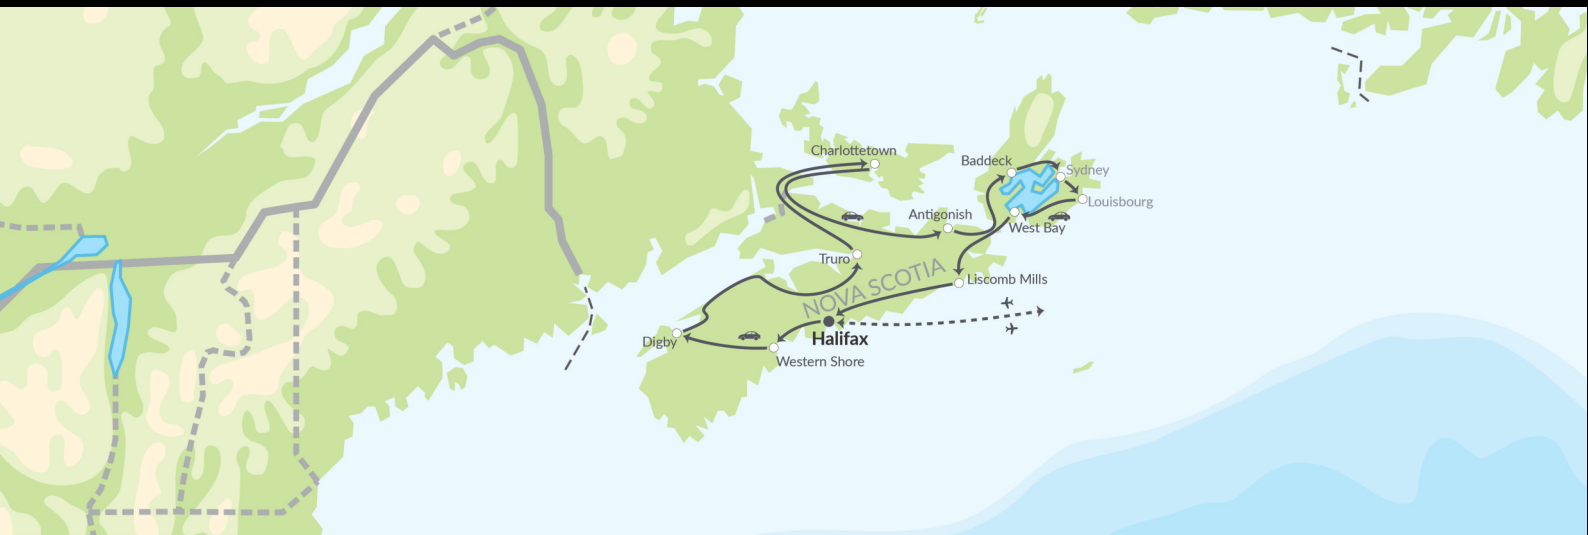 Charlottetown
Baddeck
Sydney
Louisbourg
Antigonish
West Bay
Truro
NOVA SCOTIA
Liscomb Mills
Halifax
Digby
Western Shore